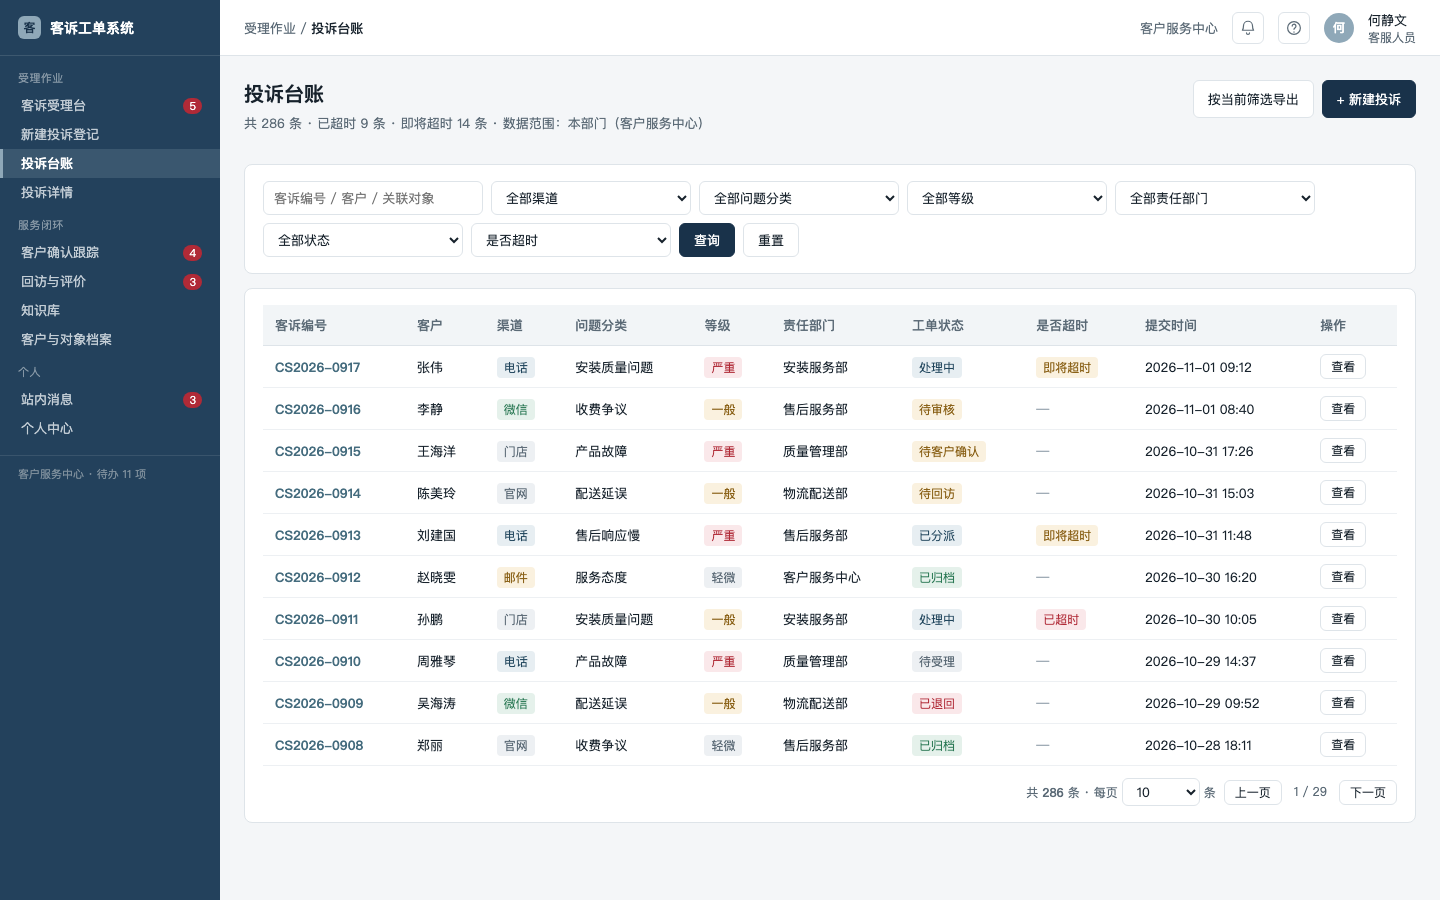 客 客诉工单系统
受理作业
客诉受理台 5
新建投诉登记
投诉台账
投诉详情
服务闭环
客户确认跟踪 4
回访与评价 3
知识库
客户与对象档案
个人
站内消息 3
个人中心
客户服务中心 · 待办 11 项
受理作业 / 投诉台账
客户服务中心
何
何静文
客服人员
投诉台账
共 286 条 · 已超时 9 条 · 即将超时 14 条 · 数据范围：本部门（客户服务中心）
按当前筛选导出
+ 新建投诉
客诉编号 / 客户 / 关联对象 全部渠道 全部问题分类 全部等级 全部责任部门
全部状态 是否超时 查询 重置
客诉编号 客户 渠道 问题分类 等级 责任部门 工单状态 是否超时 提交时间 操作
CS2026-0917 张伟 电话 安装质量问题 严重 安装服务部 处理中 即将超时 2026-11-01 09:12 查看
CS2026-0916 李静 微信 收费争议 一般 售后服务部 待审核 — 2026-11-01 08:40 查看
CS2026-0915 王海洋 门店 产品故障 严重 质量管理部 待客户确认 — 2026-10-31 17:26 查看
CS2026-0914 陈美玲 官网 配送延误 一般 物流配送部 待回访 — 2026-10-31 15:03 查看
CS2026-0913 刘建国 电话 售后响应慢 严重 售后服务部 已分派 即将超时 2026-10-31 11:48 查看
CS2026-0912 赵晓雯 邮件 服务态度 轻微 客户服务中心 已归档 — 2026-10-30 16:20 查看
CS2026-0911 孙鹏 门店 安装质量问题 一般 安装服务部 处理中 已超时 2026-10-30 10:05 查看
CS2026-0910 周雅琴 电话 产品故障 严重 质量管理部 待受理 — 2026-10-29 14:37 查看
CS2026-0909 吴海涛 微信 配送延误 一般 物流配送部 已退回 — 2026-10-29 09:52 查看
CS2026-0908 郑丽 官网 收费争议 轻微 售后服务部 已归档 — 2026-10-28 18:11 查看
共 286 条 · 每页 10 条 上一页 1 / 29 下一页